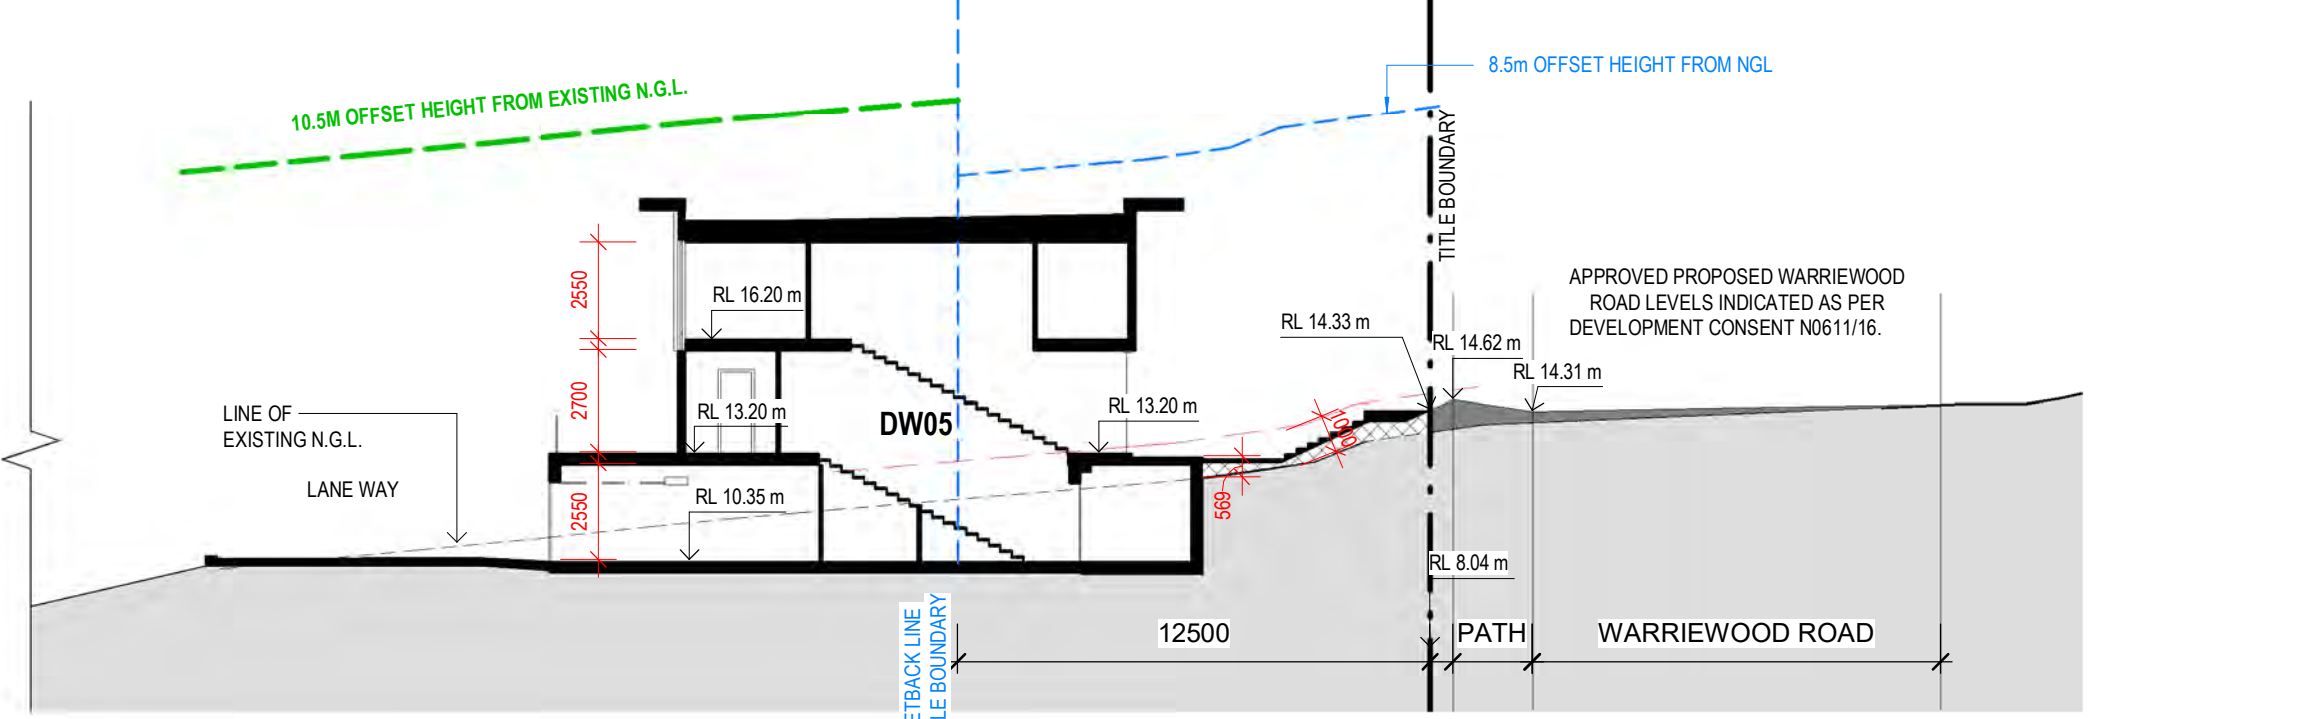 8.5m OFFSET HEIGHT FROM NGL
10.5M OFFSET HEIGHT FROM EXISTING N.G.L.
TITLE BOUNDARY
APPROVED PROPOSED WARRIEWOOD
ROAD LEVELS INDICATED AS PER
DEVELOPMENT CONSENT N0611/16.
2550
RL 16.20 m
RL 14.33 m
RL 14.62 m
RL 14.31 m
2700
LINE OF
EXISTING N.G.L.
RL 13.20 m
DW05
RL 13.20 m
1000
LANE WAY
2550
RL 10.35 m
569
RL 8.04 m
ETBACK LINE
LE BOUNDARY
12500
PATH
WARRIEWOOD ROAD